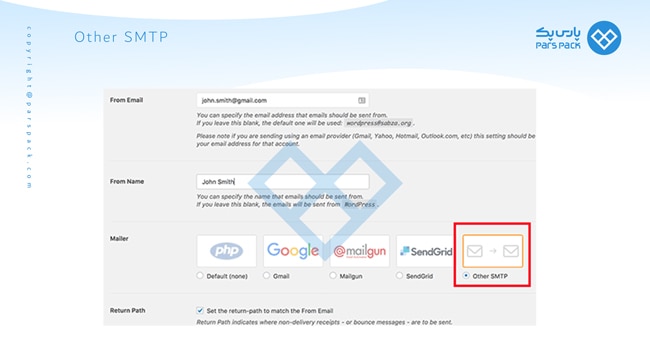 Other SMTP
پارس پک
PARS PACK
copyright@parspack.com
From Email
john.smith@gmail.com
You can specify the email address that emails should be sent from.
If you leave this blank, the default one will be used: wordpress@sabza.org.
Please note if you are sending using an email provider (Gmail, Yahoo, Hotmail, Outlook.com, etc) this setting should be
your email address for that account.
From Name
John Smith
You can specify the name that emails should be sent from.
If you leave this blank, the emails will be sent from WordPress.
Mailer
php
Google
@mailgun
SendGrid
Default (none)
Gmail
Mailgun
SendGrid
Other SMTP
Return Path
Set the return-path to match the From Email
Return Path indicates where non-delivery receipts - or bounce messages - are to be sent.